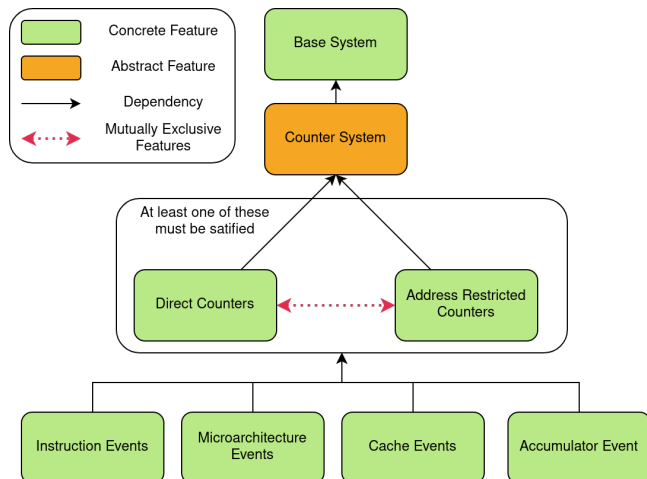 Concrete Feature
Abstract Feature
Dependency
Mutually Exclusive
Features
Base System
Counter System
At least one of these
must be satified
Direct Counters
Address Restricted
Counters
Instruction Events
Microarchitecture
Events
Cache Events
Accumulator Event